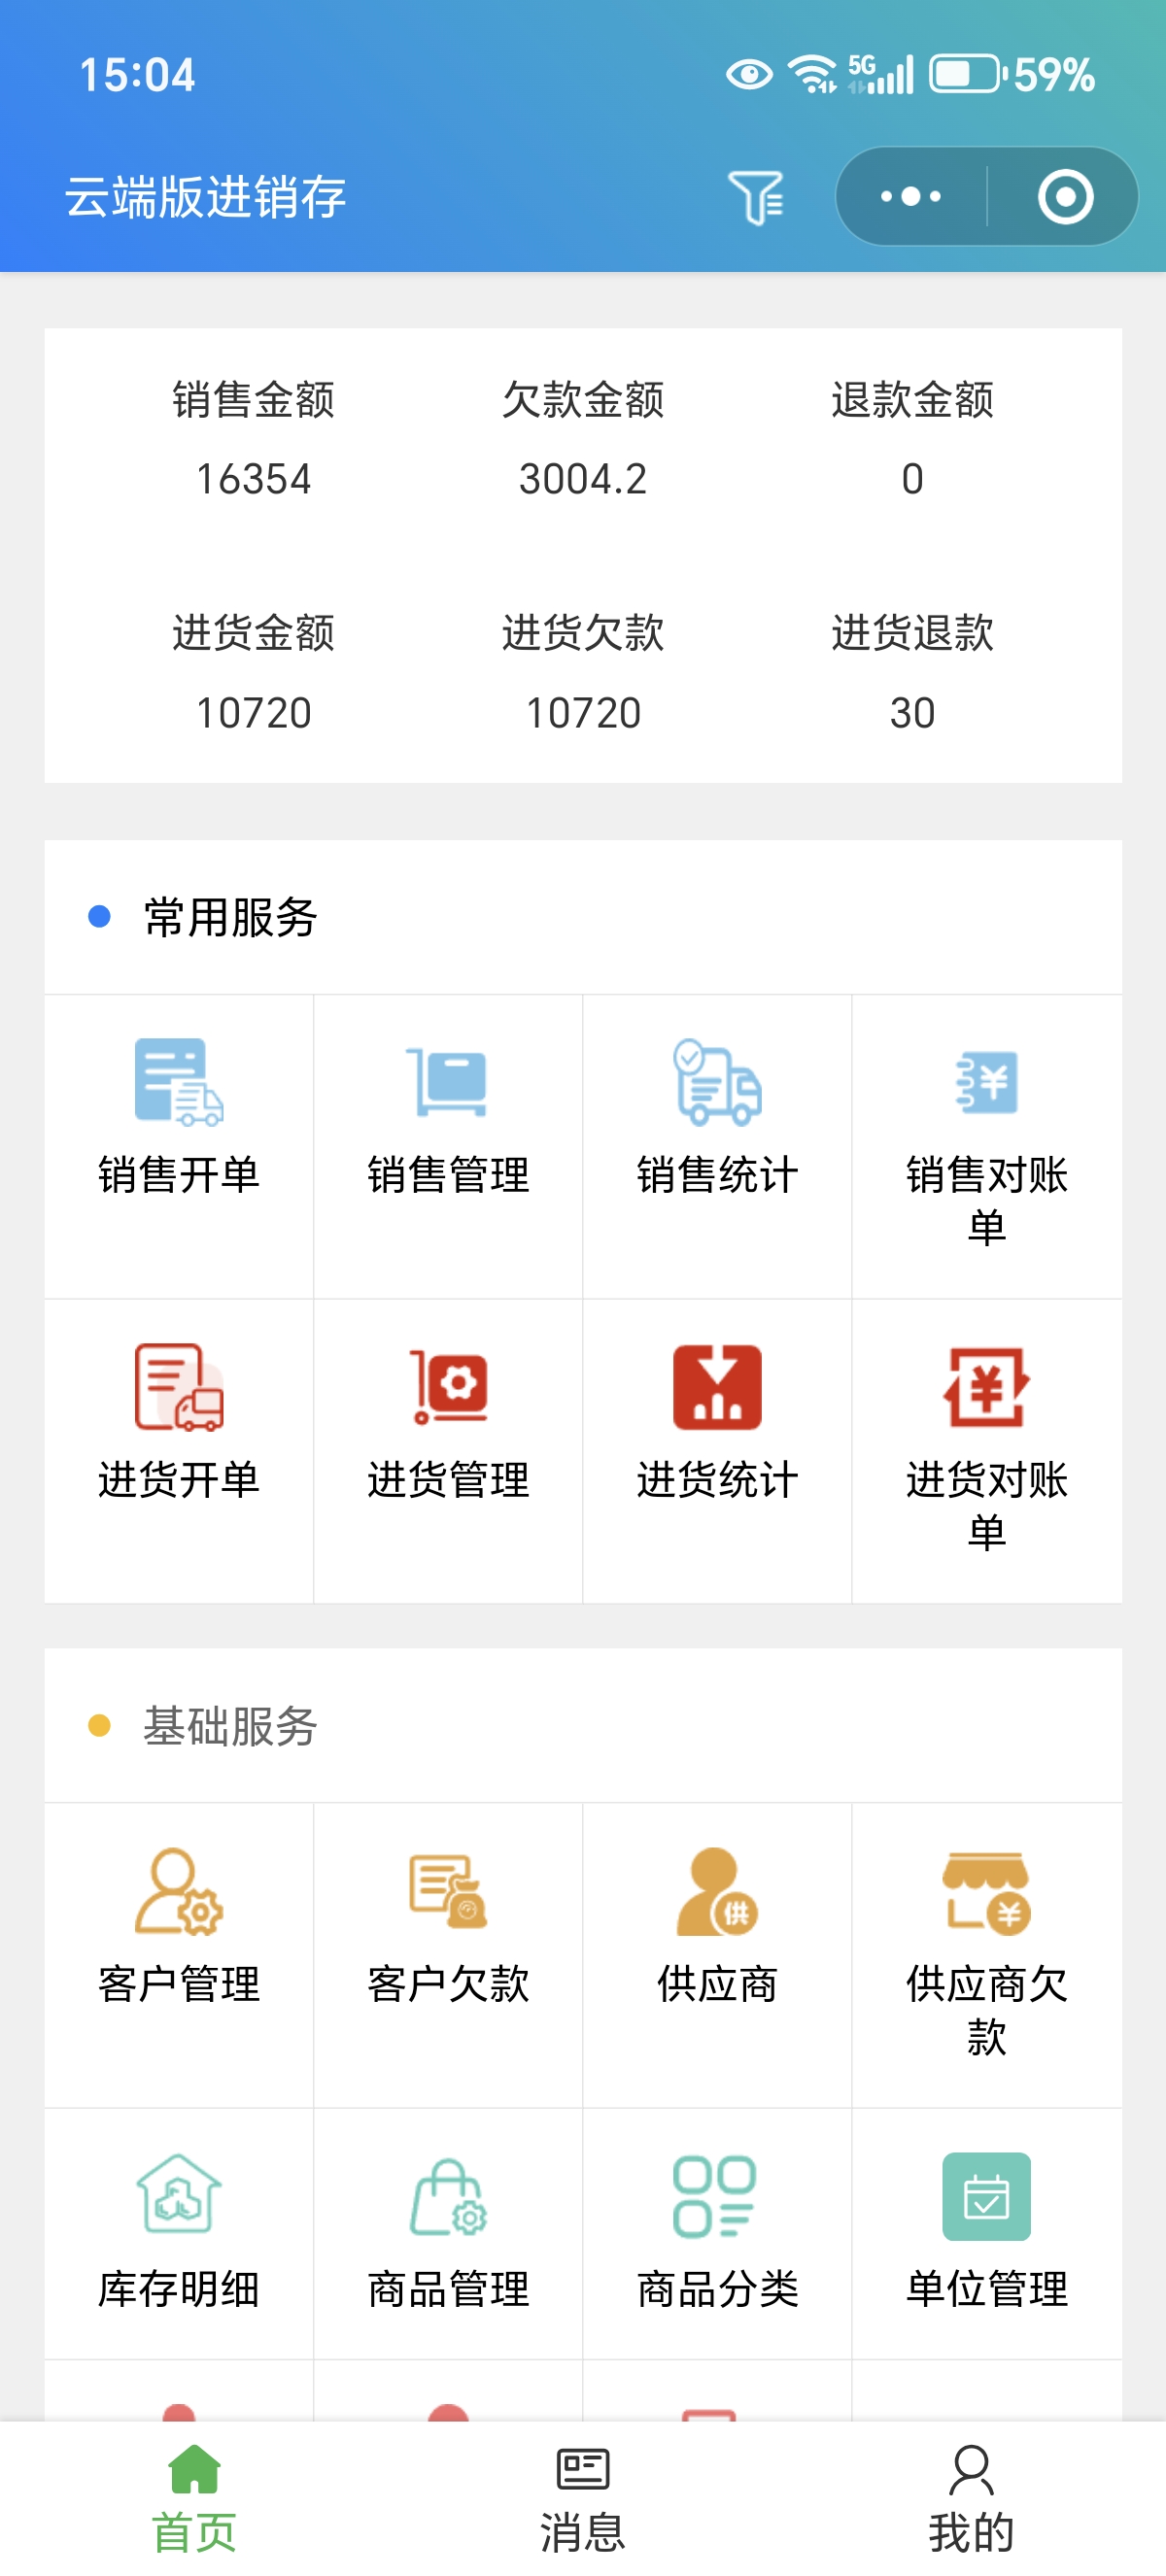 15:04
5G
59%
云端版进销存
销售金额 欠款金额 退款金额
16354 3004.2 0
进货金额 进货欠款 进货退款
10720 10720 30
常用服务
¥
销售开单 销售管理 销售统计 销售对账
单
¥
进货开单 进货管理 进货统计 进货对账
单
基础服务
供 ¥
客户管理 客户欠款 供应商 供应商欠
款
库存明细 商品管理 商品分类 单位管理
首页 消息 我的